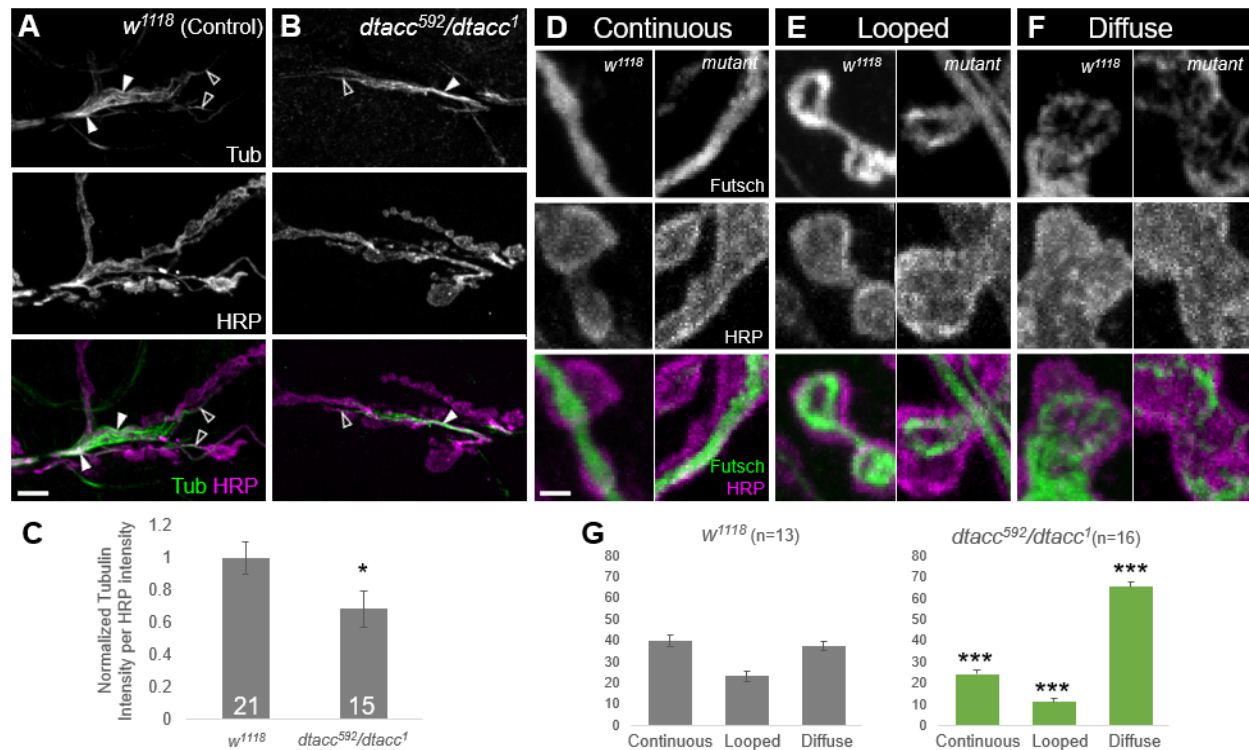 A
w1118 (Control)
Tub
HRP
Tub HRP
B
dtacc592/dtacc1
D Continuous
w1118
mutant
Futsch
HRP
Futsch
HRP
E Looped
w1118
mutant
F Diffuse
w1118
mutant
C
Normalized Tubulin
Intensity per HRP intensity
1.2
1
0.8
0.6
0.4
0.2
0
*
21
15
w1118
dtacc592/dtacc1
G
w1118 (n=13)
80
70
60
50
40
30
20
10
0
Continuous Looped Diffuse
dtacc592/dtacc1(n=16)
80
70
60
50
40
30
20
10
0
***
***
***
Continuous Looped Diffuse